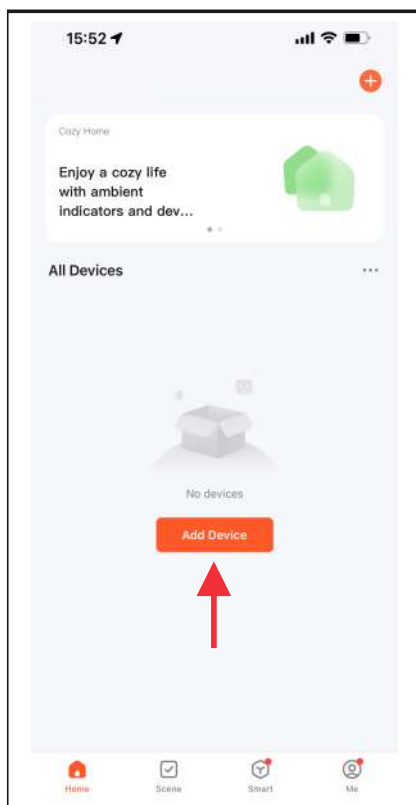 15:52
Cozy Home
Enjoy a cozy life
with ambient
indicators and dev...
All Devices
No devices
Add Device
Home Scene Smart Me